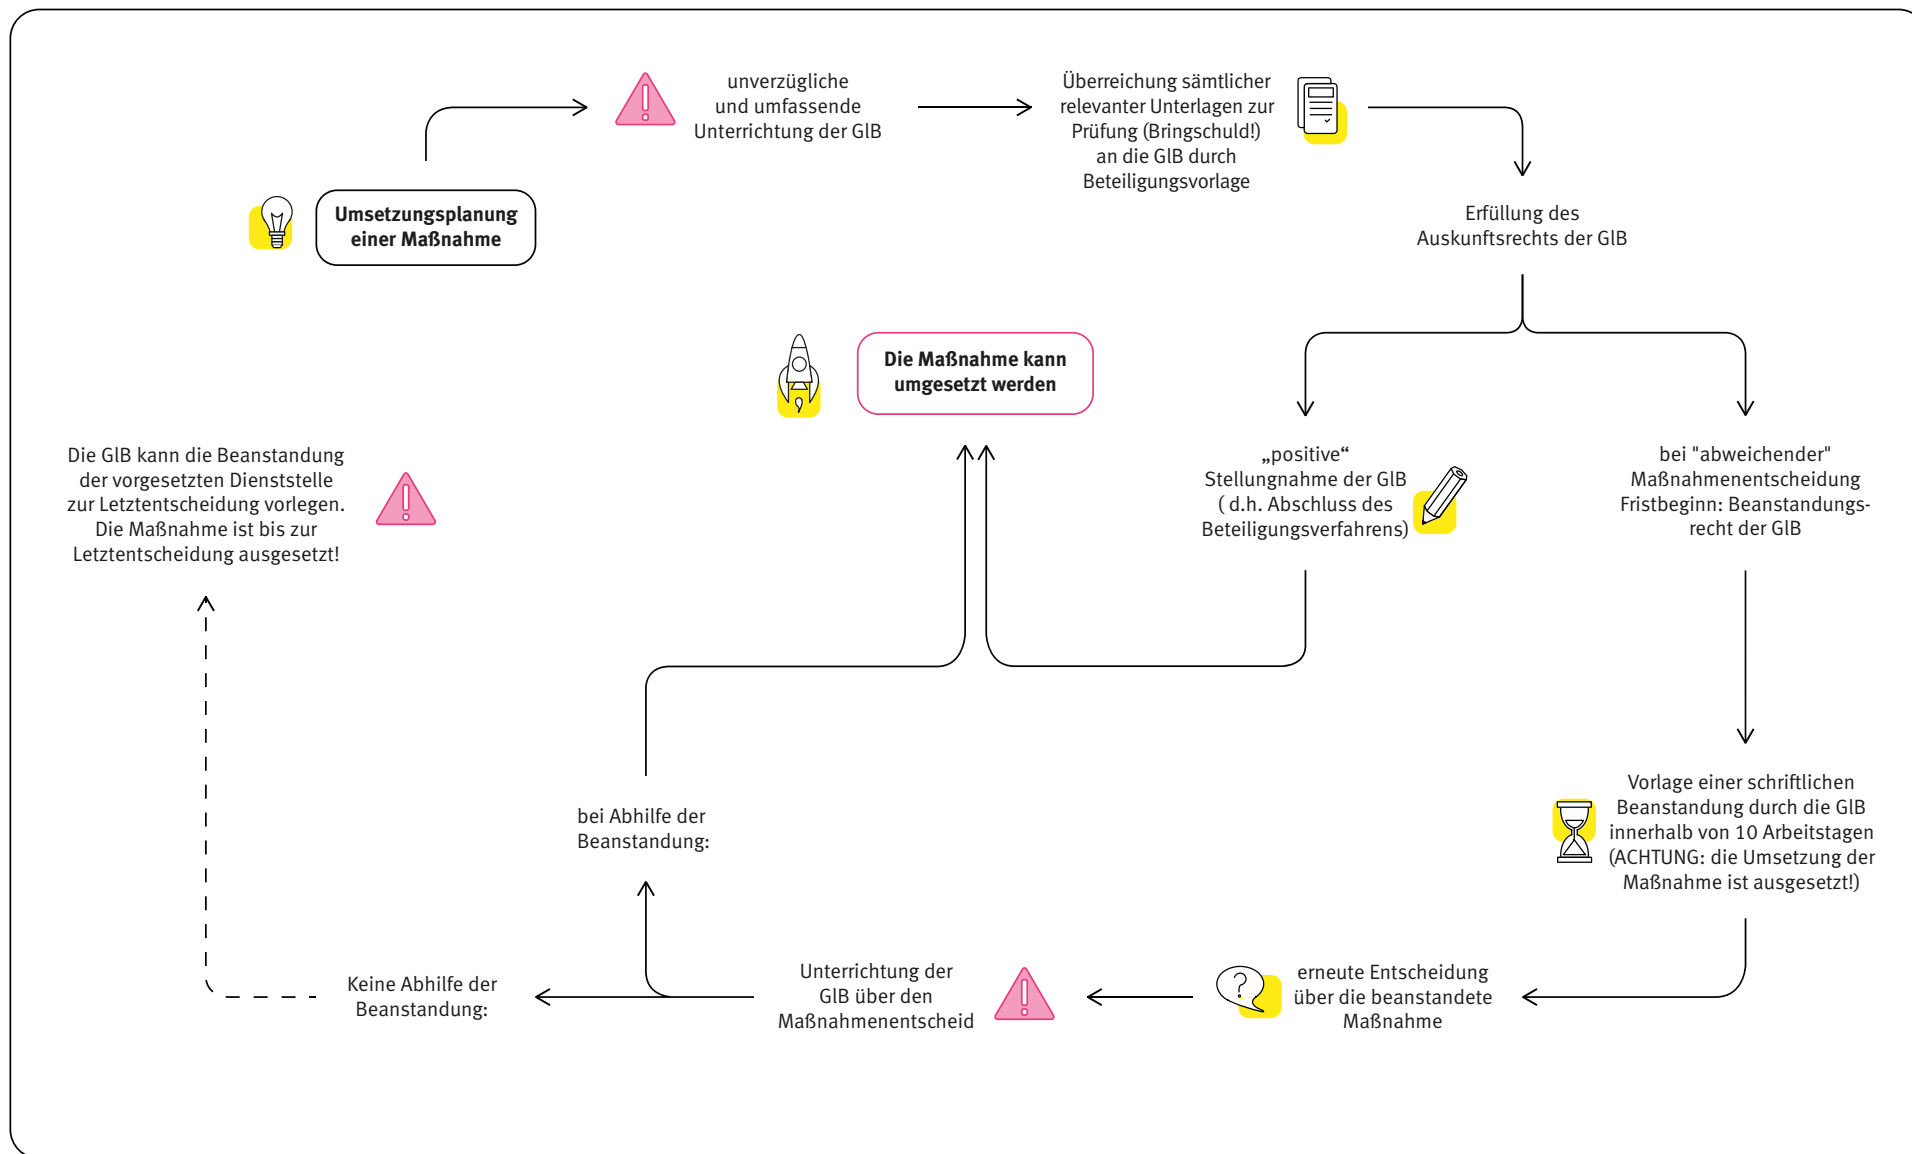 unverzügliche
und umfassende
Unterrichtung der GlB
Überreichung sämtlicher
relevanter Unterlagen zur
Prüfung (Bringschuld!)
an die GlB durch
Beteiligungsvorlage
Umsetzungsplanung
einer Maßnahme
Erfüllung des
Auskunftsrechts der GlB
Die Maßnahme kann
umgesetzt werden
„positive“
Stellungnahme der GlB
( d.h. Abschluss des
Beteiligungsverfahrens)
bei "abweichender"
Maßnahmenentscheidung
Fristbeginn: Beanstandungs-
recht der GlB
Die GlB kann die Beanstandung
der vorgesetzten Dienststelle
zur Letztentscheidung vorlegen.
Die Maßnahme ist bis zur
Letztentscheidung ausgesetzt!
Vorlage einer schriftlichen
Beanstandung durch die GlB
innerhalb von 10 Arbeitstagen
(ACHTUNG: die Umsetzung der
Maßnahme ist ausgesetzt!)
bei Abhilfe der
Beanstandung:
Keine Abhilfe der
Beanstandung:
Unterrichtung der
GlB über den
Maßnahmenentscheid
?
erneute Entscheidung
über die beanstandete
Maßnahme